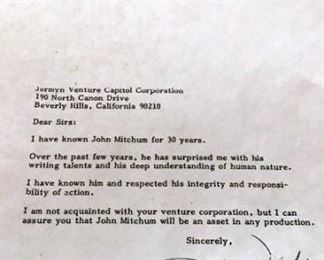 Jermyn Venture Capitol Corporation
190 North Canon Drive
Beverly Hills, California 90210
Dear Sirs:
I have known John Mitchum for 30 years.
Over the past few years, he has surprised me with his
writing talents and his deep understanding of human nature.
I have known him and respected his integrity and responsi-
bility of action.
I am not acquainted with your venture corporation, but I can
assure you that John Mitchum will be an asset in any production.
Sincerely,